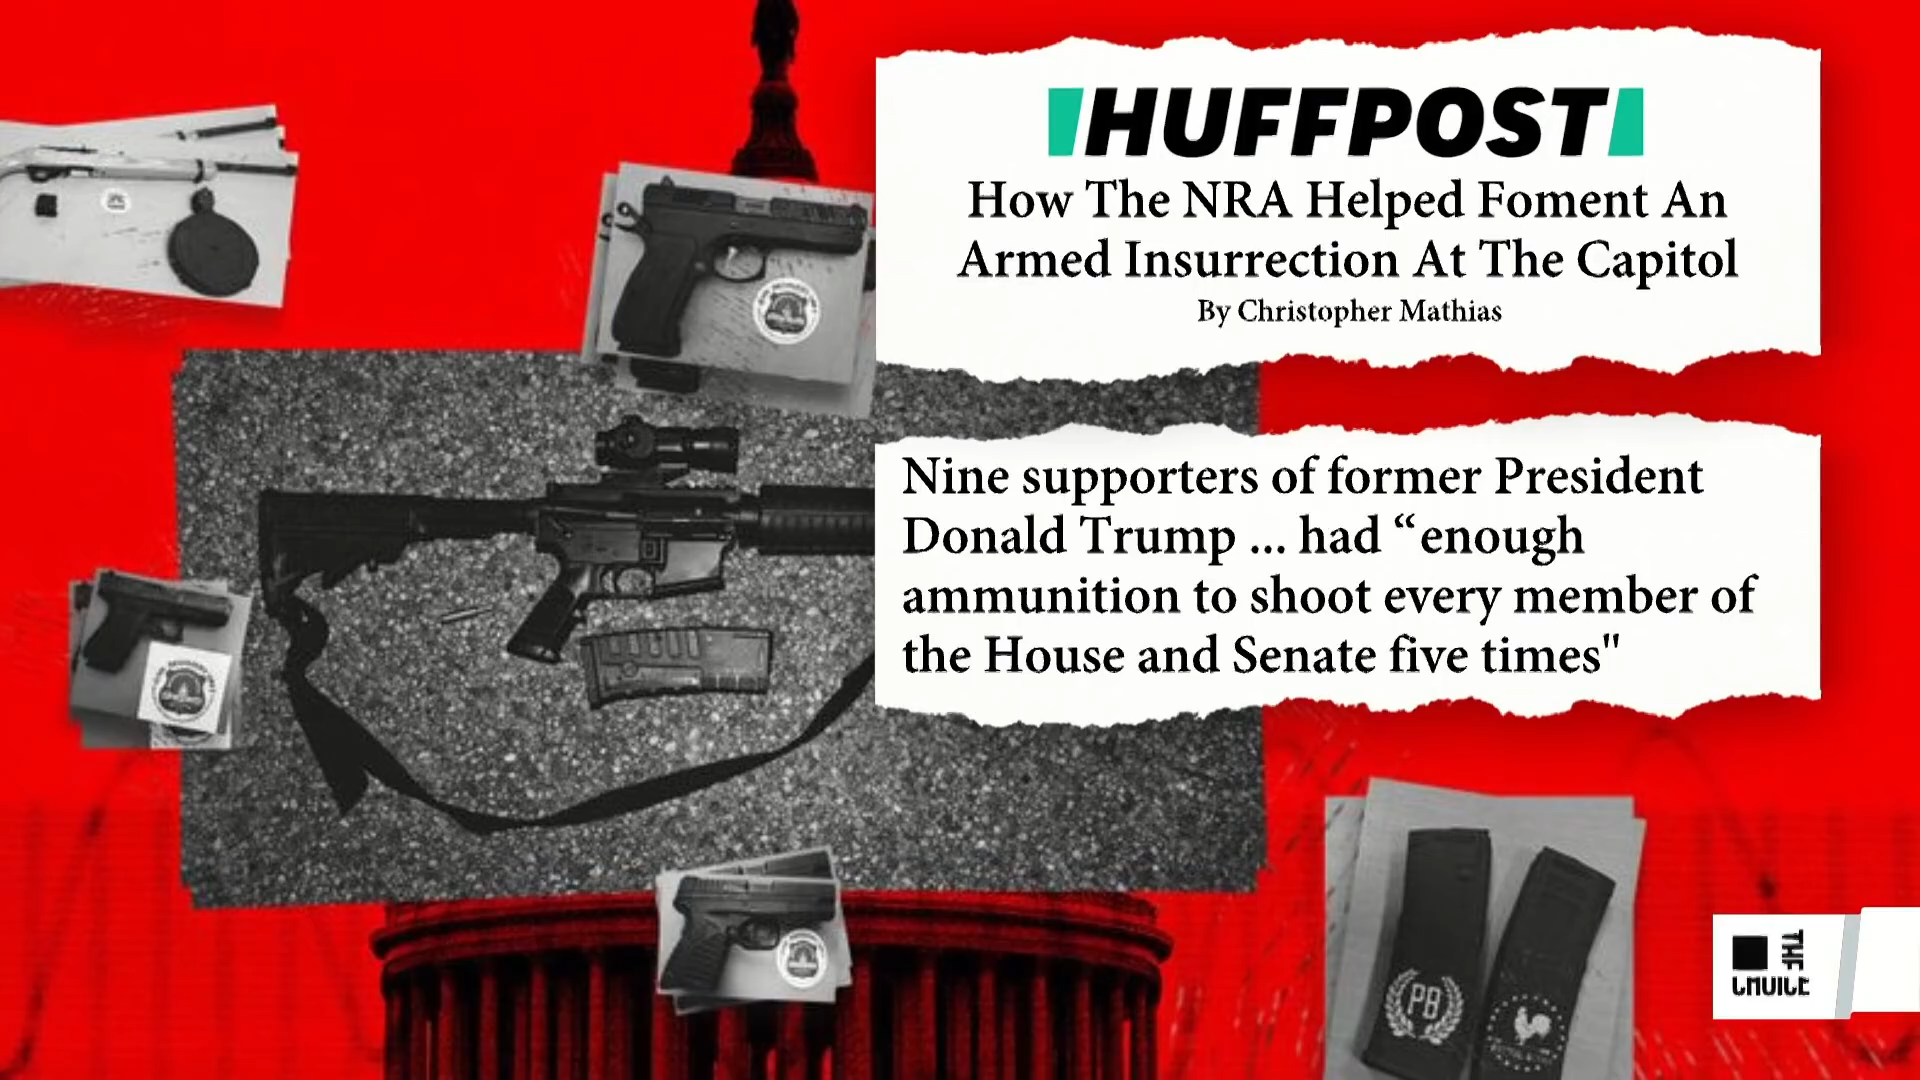 HUFFPOST
How The NRA Helped Foment An
Armed Insurrection At The Capitol
By Christopher Mathias
Nine supporters of former President
Donald Trump ... had “enough
ammunition to shoot every member of
the House and Senate five times"
PB
THE
CHOICE